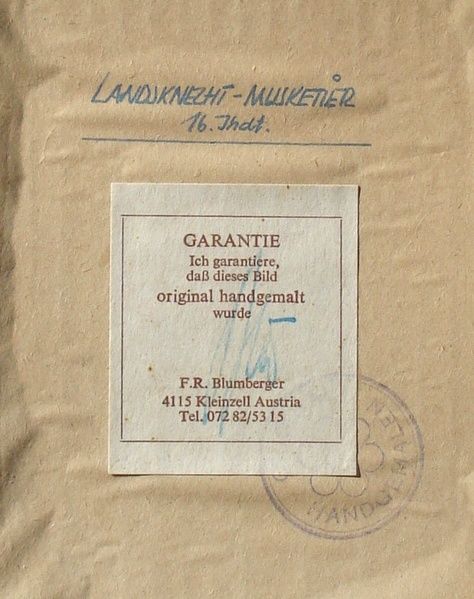 LANDSKNECHT-MUSKETIER
16. Jhdt.
GARANTIE
Ich garantiere,
daß dieses Bild
original handgemalt
wurde
F.R. Blumberger
4115 Kleinzell Austria
Tel. 072 82/53 15
HANDGEMALEN